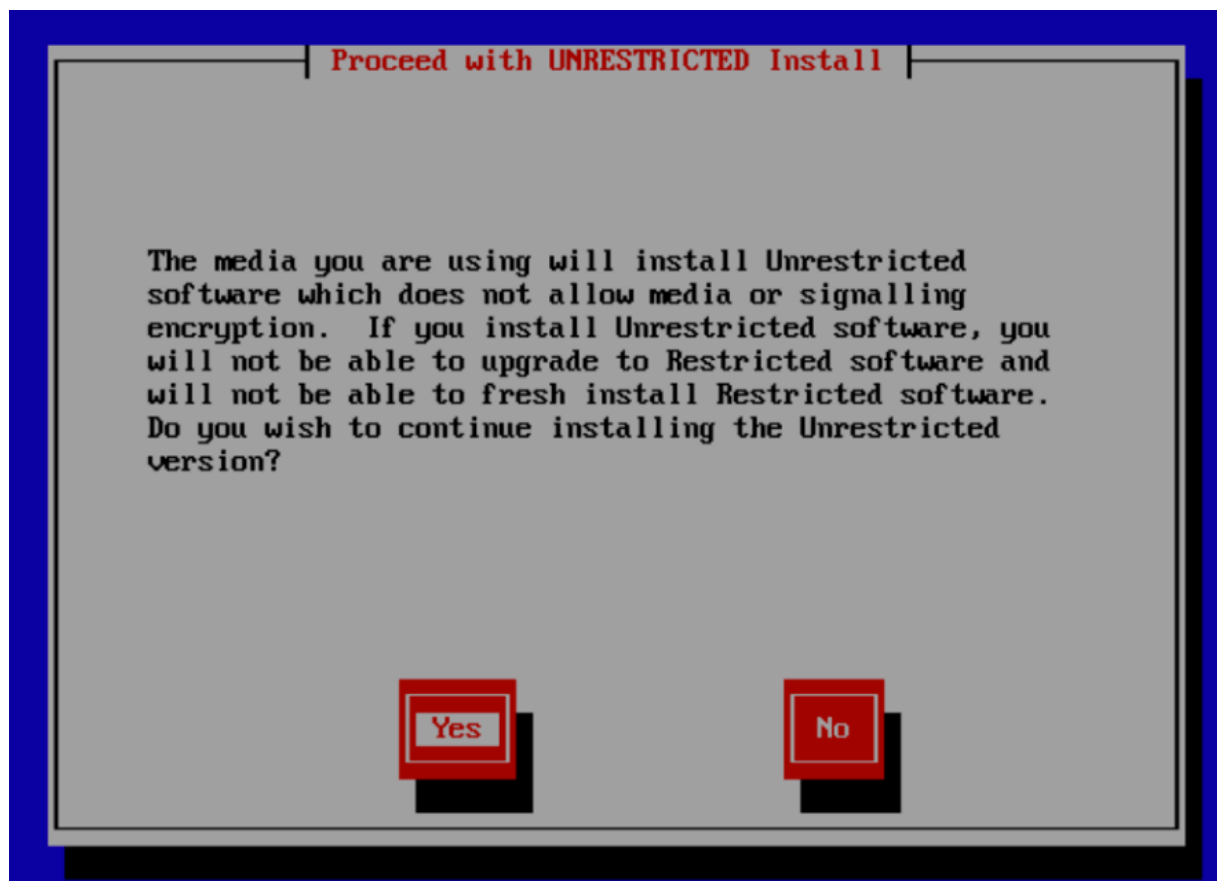 Proceed with UNRESTRICTED Install
The media you are using will install Unrestricted
software which does not allow media or signalling
encryption.  If you install Unrestricted software, you
will not be able to upgrade to Restricted software and
will not be able to fresh install Restricted software.
Do you wish to continue installing the Unrestricted
version?
Yes No